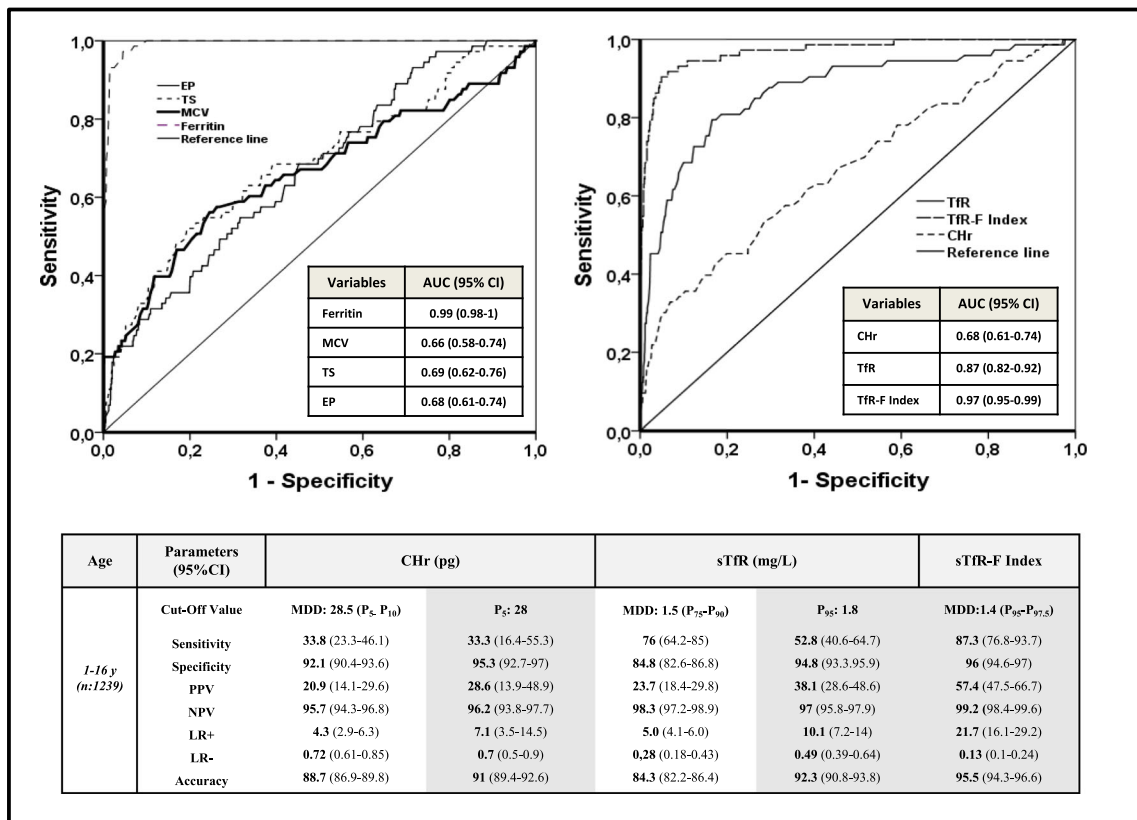 1,0
0,8
0,6
0,4
0,2
0,0
Sensitivity
EP
TS
MCV
Ferritin
Reference line
Variables AUC (95% CI)
Ferritin 0.99 (0.98-1)
MCV 0.66 (0.58-0.74)
TS 0.69 (0.62-0.76)
EP 0.68 (0.61-0.74)
0,0 0,2 0,4 0,6 0,8 1,0
1 - Specificity
1,0
0,8
0,6
0,4
0,2
0,0
Sensitivity
TfR
TfR-F Index
CHr
Reference line
Variables AUC (95% CI)
CHr 0.68 (0.61-0.74)
TfR 0.87 (0.82-0.92)
TfR-F Index 0.97 (0.95-0.99)
0,0 0,2 0,4 0,6 0,8 1,0
1- Specificity
Age Parameters (95%CI) CHr (pg) sTfR (mg/L) sTfR-F Index
1-16 y (n:1239)
Cut-Off Value MDD: 28.5 (P5- P10) P5: 28 MDD: 1.5 (P75-P90) P95: 1.8 MDD:1.4 (P95-P97.5)
Sensitivity 33.8 (23.3-46.1) 33.3 (16.4-55.3) 76 (64.2-85) 52.8 (40.6-64.7) 87.3 (76.8-93.7)
Specificity 92.1 (90.4-93.6) 95.3 (92.7-97) 84.8 (82.6-86.8) 94.8 (93.3.95.9) 96 (94.6-97)
PPV 20.9 (14.1-29.6) 28.6 (13.9-48.9) 23.7 (18.4-29.8) 38.1 (28.6-48.6) 57.4 (47.5-66.7)
NPV 95.7 (94.3-96.8) 96.2 (93.8-97.7) 98.3 (97.2-98.9) 97 (95.8-97.9) 99.2 (98.4-99.6)
LR+ 4.3 (2.9-6.3) 7.1 (3.5-14.5) 5.0 (4.1-6.0) 10.1 (7.2-14) 21.7 (16.1-29.2)
LR- 0.72 (0.61-0.85) 0.7 (0.5-0.9) 0,28 (0.18-0.43) 0.49 (0.39-0.64) 0.13 (0.1-0.24)
Accuracy 88.7 (86.9-89.8) 91 (89.4-92.6) 84.3 (82.2-86.4) 92.3 (90.8-93.8) 95.5 (94.3-96.6)